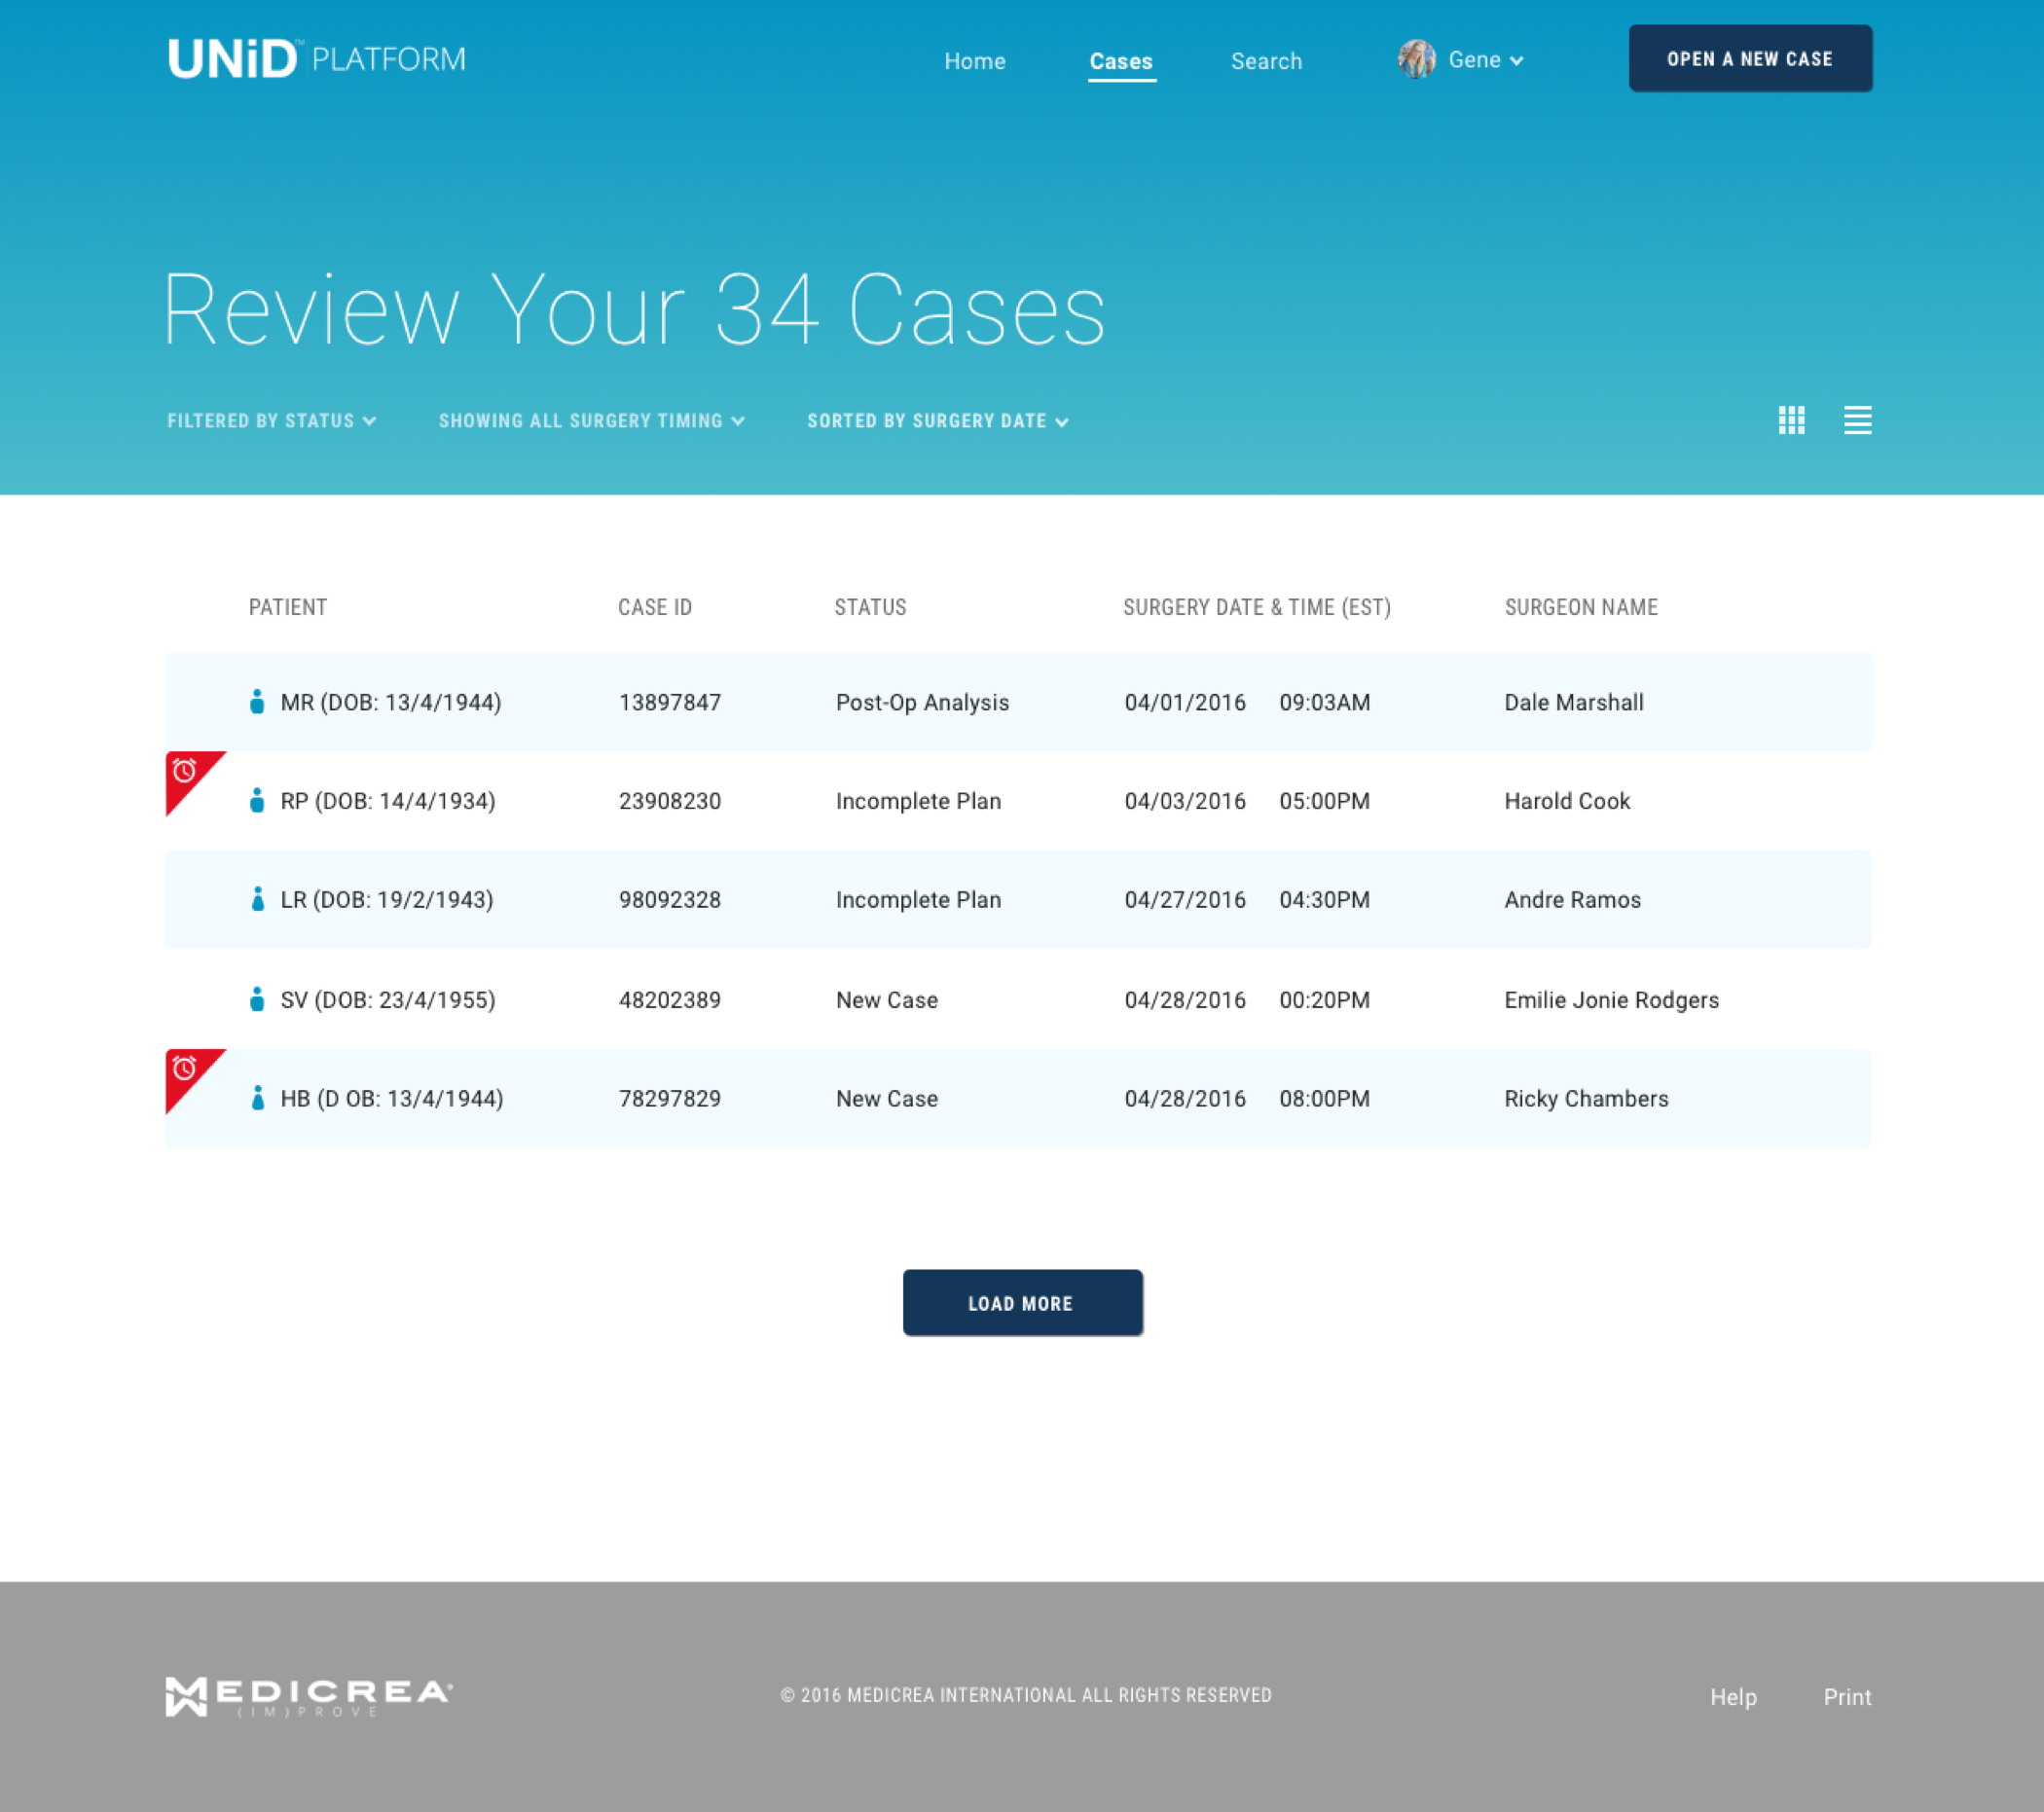 UNiD™ PLATFORM
Home Cases Search Gene OPEN A NEW CASE
Review Your 34 Cases
FILTERED BY STATUS SHOWING ALL SURGERY TIMING SORTED BY SURGERY DATE
PATIENT CASE ID STATUS SURGERY DATE & TIME (EST) SURGEON NAME
MR (DOB: 13/4/1944) 13897847 Post-Op Analysis 04/01/2016 09:03AM Dale Marshall
RP (DOB: 14/4/1934) 23908230 Incomplete Plan 04/03/2016 05:00PM Harold Cook
LR (DOB: 19/2/1943) 98092328 Incomplete Plan 04/27/2016 04:30PM Andre Ramos
SV (DOB: 23/4/1955) 48202389 New Case 04/28/2016 00:20PM Emilie Jonie Rodgers
HB (D OB: 13/4/1944) 78297829 New Case 04/28/2016 08:00PM Ricky Chambers
LOAD MORE
MEDICREA®
(IM)PROVE
© 2016 MEDICREA INTERNATIONAL ALL RIGHTS RESERVED
Help Print